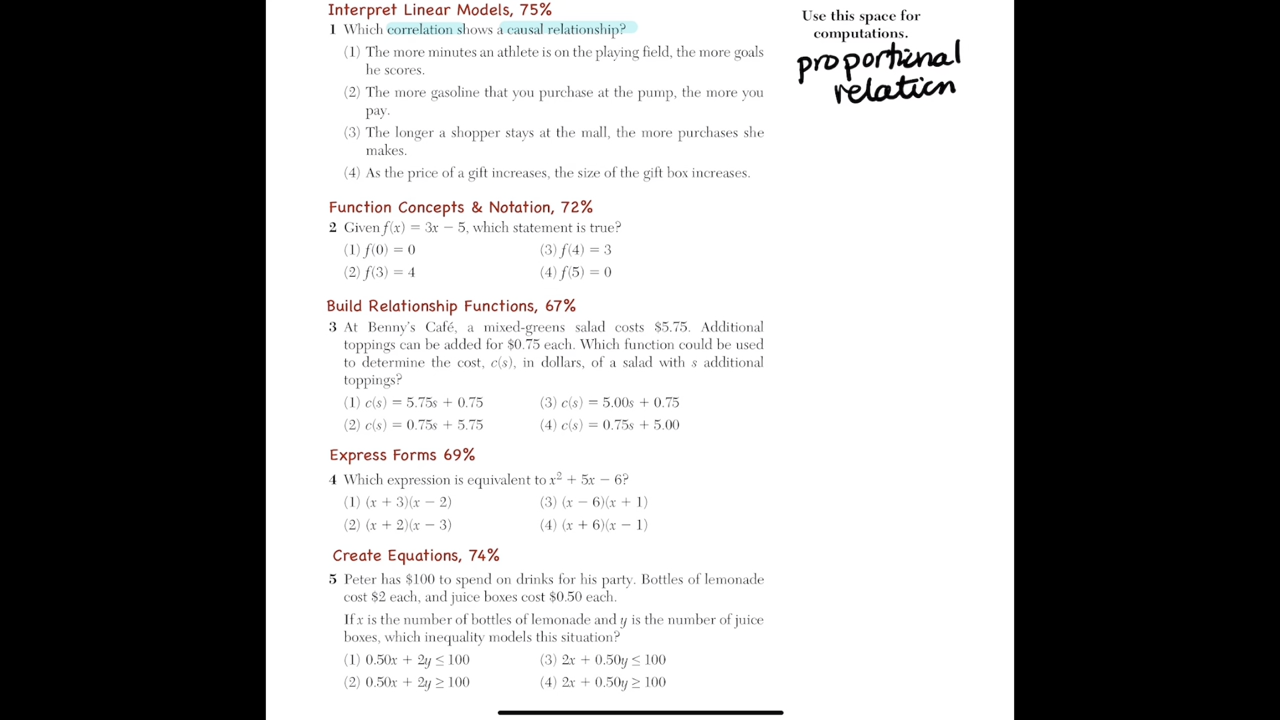 Interpret Linear Models, 75%
1 Which correlation shows a causal relationship?
(1) The more minutes an athlete is on the playing field, the more goals
he scores.
(2) The more gasoline that you purchase at the pump, the more you
pay.
(3) The longer a shopper stays at the mall, the more purchases she
makes.
(4) As the price of a gift increases, the size of the gift box increases.
Use this space for
computations.
proportional
relation
Function Concepts & Notation, 72%
2 Given f(x) = 3x − 5, which statement is true?
(1) f(0) = 0 (3) f(4) = 3
(2) f(3) = 4 (4) f(5) = 0
Build Relationship Functions, 67%
3 At Benny's Café, a mixed-greens salad costs $5.75. Additional
toppings can be added for $0.75 each. Which function could be used
to determine the cost, c(s), in dollars, of a salad with s additional
toppings?
(1) c(s) = 5.75s + 0.75 (3) c(s) = 5.00s + 0.75
(2) c(s) = 0.75s + 5.75 (4) c(s) = 0.75s + 5.00
Express Forms 69%
4 Which expression is equivalent to x² + 5x − 6?
(1) (x + 3)(x − 2) (3) (x − 6)(x + 1)
(2) (x + 2)(x − 3) (4) (x + 6)(x − 1)
Create Equations, 74%
5 Peter has $100 to spend on drinks for his party. Bottles of lemonade
cost $2 each, and juice boxes cost $0.50 each.
If x is the number of bottles of lemonade and y is the number of juice
boxes, which inequality models this situation?
(1) 0.50x + 2y ≤ 100 (3) 2x + 0.50y ≤ 100
(2) 0.50x + 2y ≥ 100 (4) 2x + 0.50y ≥ 100